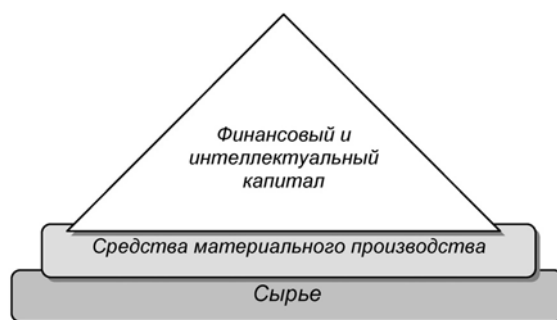 Финансовый и
интеллектуальный
капитал
Средства материального производства
Сырье